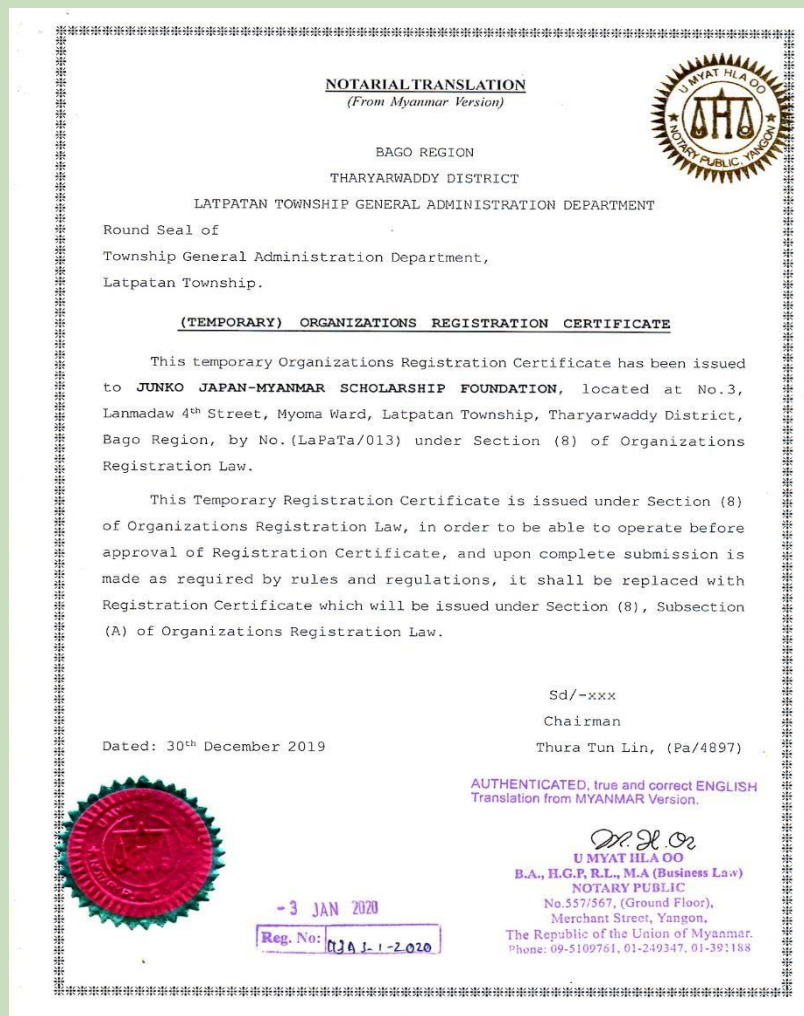 NOTARIAL TRANSLATION
(From Myanmar Version)
U MYAT HLA OO
NOTARY PUBLIC, YANGON
BAGO REGION
THARYARWADDY DISTRICT
LATPATAN TOWNSHIP GENERAL ADMINISTRATION DEPARTMENT
Round Seal of
Township General Administration Department,
Latpatan Township.
(TEMPORARY) ORGANIZATIONS REGISTRATION CERTIFICATE
This temporary Organizations Registration Certificate has been issued
to JUNKO JAPAN-MYANMAR SCHOLARSHIP FOUNDATION, located at No.3,
Lanmadaw 4th Street, Myoma Ward, Latpatan Township, Tharyarwaddy District,
Bago Region, by No.(LaPaTa/013) under Section (8) of Organizations
Registration Law.
This Temporary Registration Certificate is issued under Section (8)
of Organizations Registration Law, in order to be able to operate before
approval of Registration Certificate, and upon complete submission is
made as required by rules and regulations, it shall be replaced with
Registration Certificate which will be issued under Section (8), Subsection
(A) of Organizations Registration Law.
Sd/-xxx
Chairman
Dated: 30th December 2019
Thura Tun Lin, (Pa/4897)
AUTHENTICATED, true and correct ENGLISH
Translation from MYANMAR Version.
U MYAT HLA OO
B.A., H.G.P, R.L., M.A (Business Law)
NOTARY PUBLIC
No.557/567, (Ground Floor),
Merchant Street, Yangon,
The Republic of the Union of Myanmar.
Phone: 09-5109761, 01-249347, 01-391188
-3 JAN 2020
Reg. No: